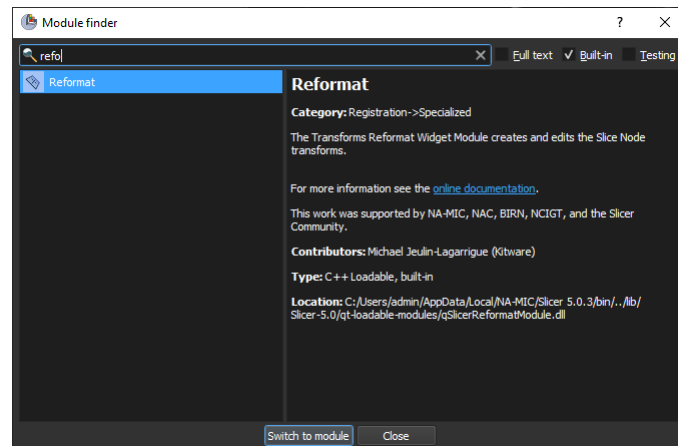 Module finder
? 
refo
Full text
Built-in
Testing
Reformat
Reformat
Category: Registration->Specialized
The Transforms Reformat Widget Module creates and edits the Slice Node
transforms.
For more information see the online documentation.
This work was supported by NA-MIC, NAC, BIRN, NCIGT, and the Slicer
Community.
Contributors: Michael Jeulin-Lagarrigue (Kitware)
Type: C++ Loadable, built-in
Location: C:/Users/admin/AppData/Local/NA-MIC/Slicer 5.0.3/bin/../lib/
Slicer-5.0/qt-loadable-modules/qSlicerReformatModule.dll
Switch to module
Close